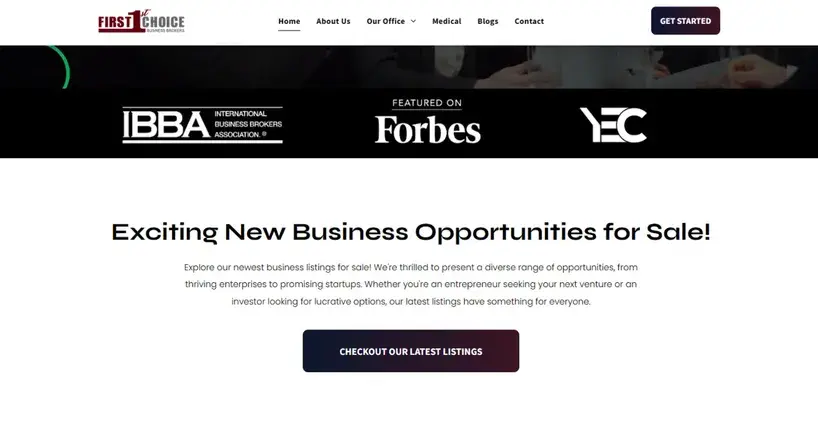 FIRST 1st CHOICE
BUSINESS BROKERS
Home About Us Our Office Medical Blogs Contact
GET STARTED
IBBA INTERNATIONAL
BUSINESS BROKERS
ASSOCIATION.®
FEATURED ON
Forbes
YEC
Exciting New Business Opportunities for Sale!
Explore our newest business listings for sale! We're thrilled to present a diverse range of opportunities, from
thriving enterprises to promising startups. Whether you're an entrepreneur seeking your next venture or an
investor looking for lucrative options, our latest listings have something for everyone.
CHECKOUT OUR LATEST LISTINGS